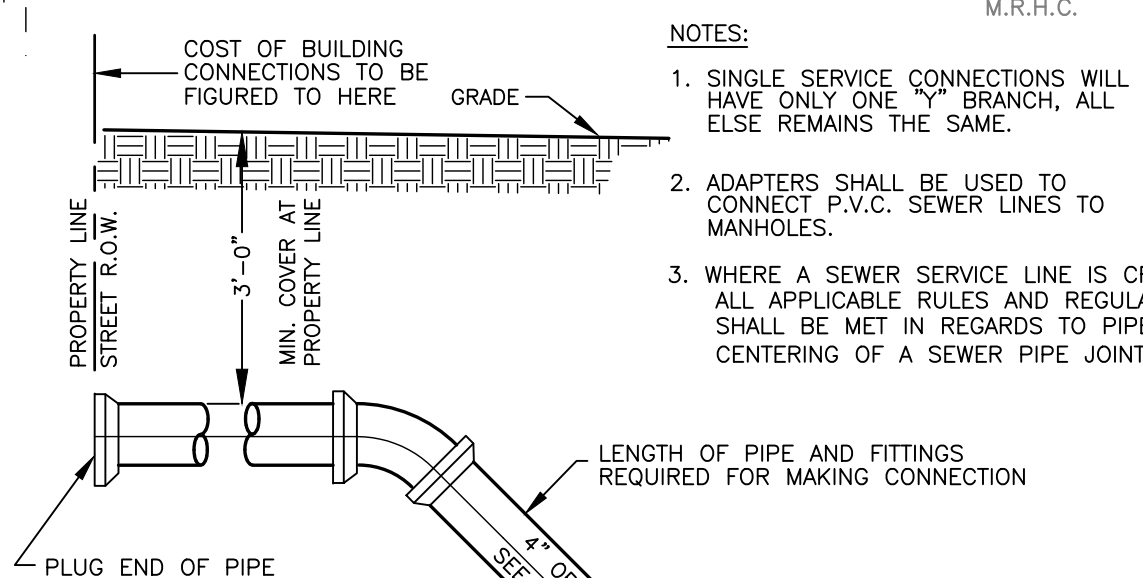 M.R.H.C.
COST OF BUILDING
CONNECTIONS TO BE
FIGURED TO HERE
GRADE
PROPERTY LINE
STREET R.O.W.
3'-0"
MIN. COVER AT
PROPERTY LINE
NOTES:
1. SINGLE SERVICE CONNECTIONS WILL
HAVE ONLY ONE "Y" BRANCH, ALL
ELSE REMAINS THE SAME.
2. ADAPTERS SHALL BE USED TO
CONNECT P.V.C. SEWER LINES TO
MANHOLES.
3. WHERE A SEWER SERVICE LINE IS
ALL APPLICABLE RULES AND
SHALL BE MET IN REGARDS TO PIPE
CENTERING OF A SEWER PIPE JOINT
LENGTH OF PIPE AND FITTINGS
REQUIRED FOR MAKING CONNECTION
4"
SEE
PLUG END OF PIPE